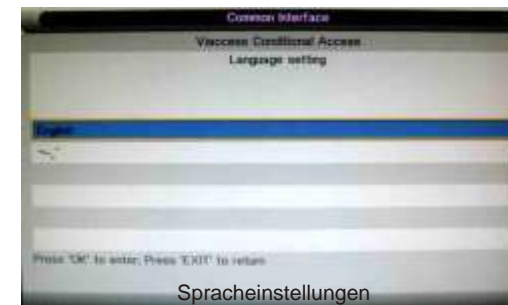 Common Interface
Viaccess Conditional Access
Language setting
English
Press 'OK' to enter, Press 'EXIT' to return
Spracheinstellungen